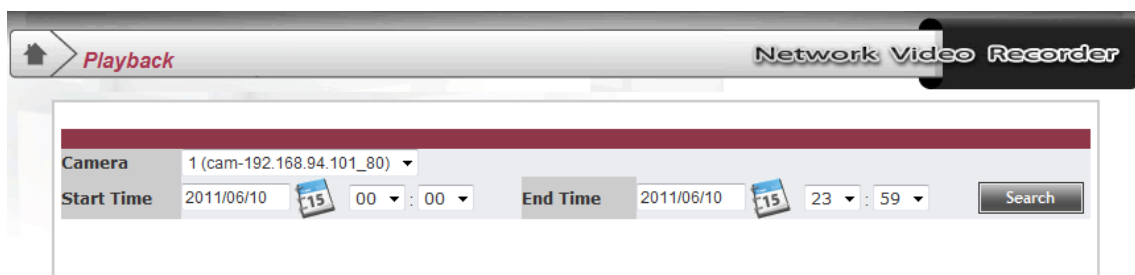 Playback
Network Video Recorder
Camera 1 (cam-192.168.94.101_80)
Start Time 2011/06/10 15 00 : 00 End Time 2011/06/10 15 23 : 59 Search